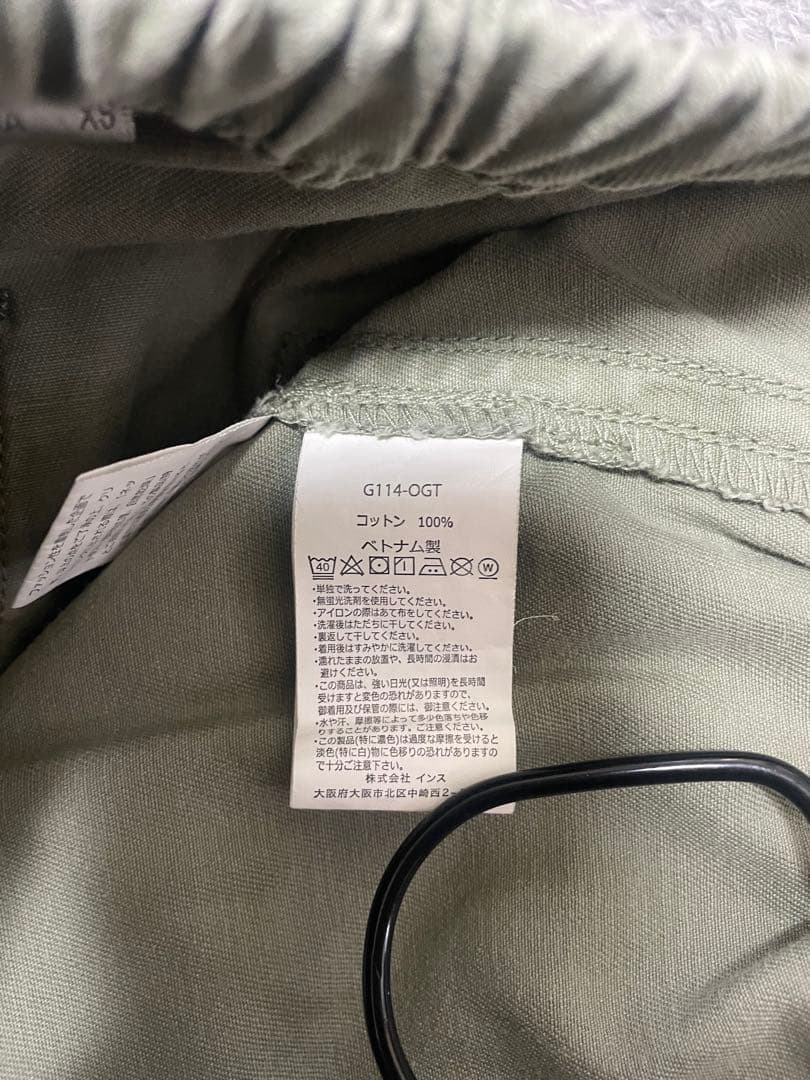 XS
G114-OGT
コットン 100%
ベトナム製
40 W
・単独で洗ってください。
・無蛍光洗剤を使用してください。
・アイロンの際はあて布をしてください。
・洗濯後はただちに干してください。
・裏返して干してください。
・着用後はすみやかに洗濯してください。
・濡れたままの放置や、長時間の浸漬はお
避けください。
・この商品は、強い日光(又は照明)を長時間
受けますと変色の恐れがありますので、
御着用及び保管の際には、御注意ください。
・水や汗、摩擦等によって多少色落ちや色移
りすることがあります。ご注意ください。
・この製品(特に濃色)は過度な摩擦を受けると
淡色(特に白)物に色移りの恐れがありますの
で十分ご注意下さい。
株式会社 インス
大阪府大阪市北区中崎西2-